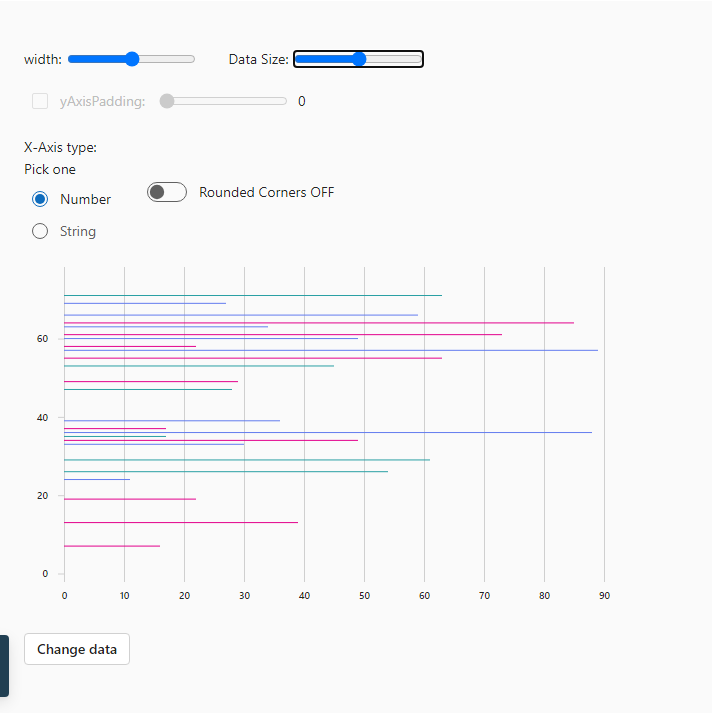 width: Data Size:
yAxisPadding: 0
X-Axis type:
Pick one
Number
Rounded Corners OFF
String
60
40
20
0
0 10 20 30 40 50 60 70 80 90
Change data